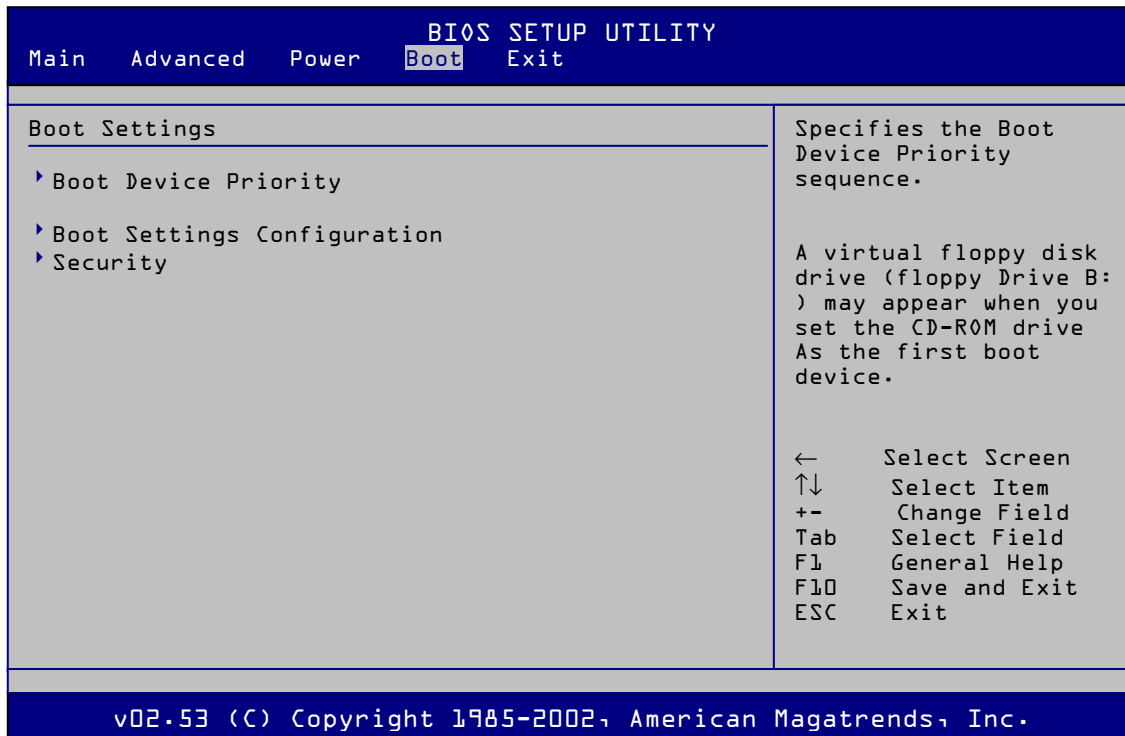 BIOS SETUP UTILITY
Main Advanced Power Boot Exit
Boot Settings
Boot Device Priority
Boot Settings Configuration
Security
Specifies the Boot
Device Priority
sequence.
A virtual floppy disk
drive (floppy Drive B:
) may appear when you
set the CD-ROM drive
As the first boot
device.
← Select Screen
↑↓ Select Item
+- Change Field
Tab Select Field
F1 General Help
F10 Save and Exit
ESC Exit
v02.53 (C) Copyright 1985-2002, American Magatrends, Inc.